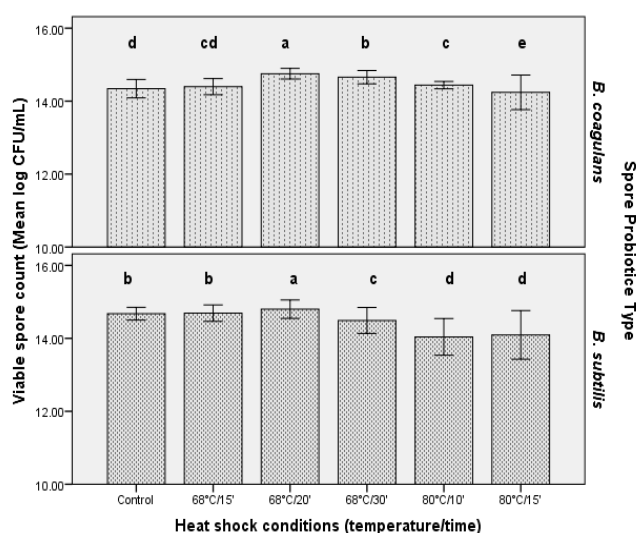 16.00
14.00
12.00
10.00
d cd a b c e
B. coagulans
16.00
14.00
12.00
10.00
b b a c d d
B. subtilis
Viable spore count (Mean log CFU/mL)
Spore Probiotice Type
Control 68°C/15' 68°C/20' 68°C/30' 80°C/10' 80°C/15'
Heat shock conditions (temperature/time)